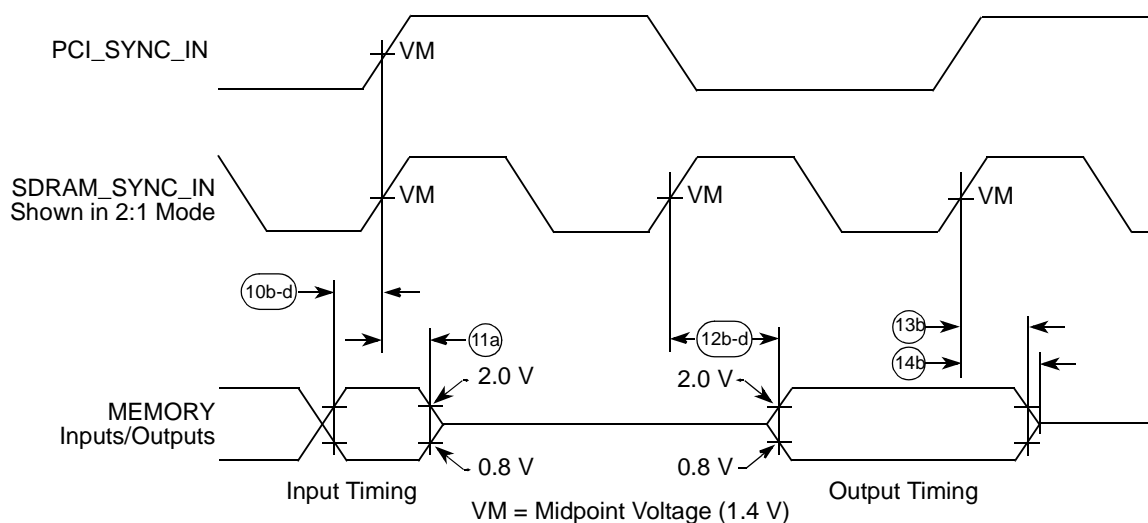 PCI_SYNC_IN
VM
SDRAM_SYNC_IN
Shown in 2:1 Mode
VM
VM
VM
10b-d
11a
12b-d
13b
14b
2.0 V
2.0 V
MEMORY
Inputs/Outputs
0.8 V
0.8 V
Input Timing
Output Timing
VM = Midpoint Voltage (1.4 V)